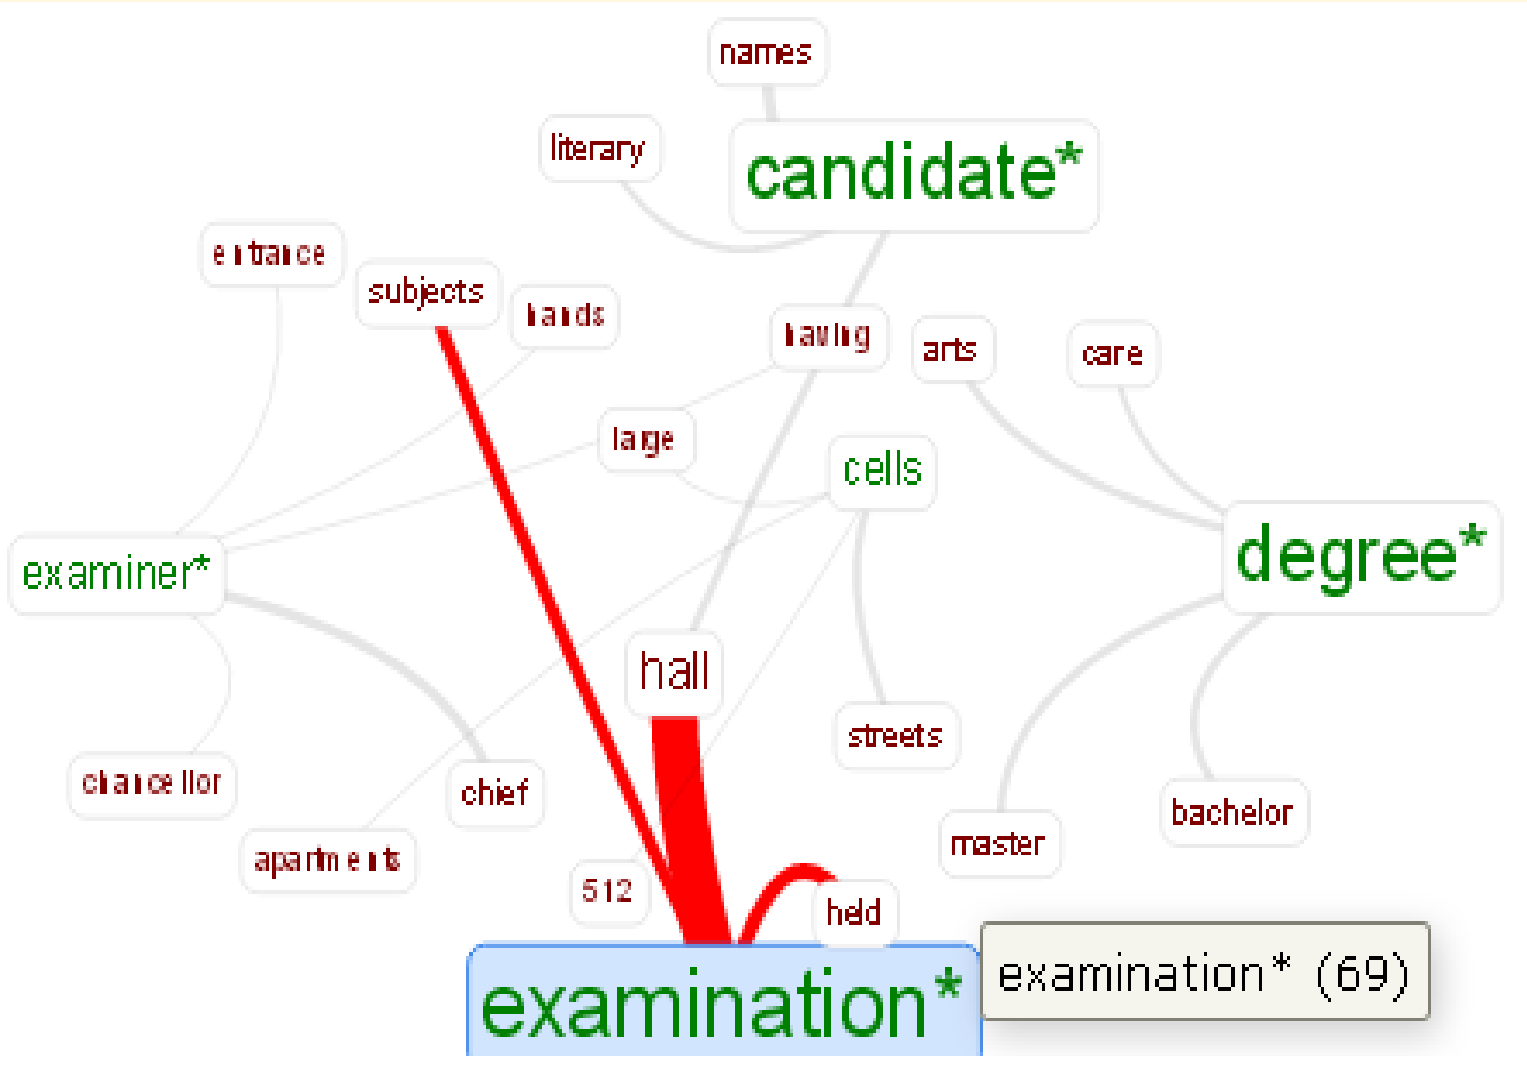 names
literary
candidate*
entrance
subjects
hands
having
arts
care
large
cells
degree*
examiner*
hall
streets
chancellor
chief
bachelor
master
apartments
512
held
examination*
examination* (69)